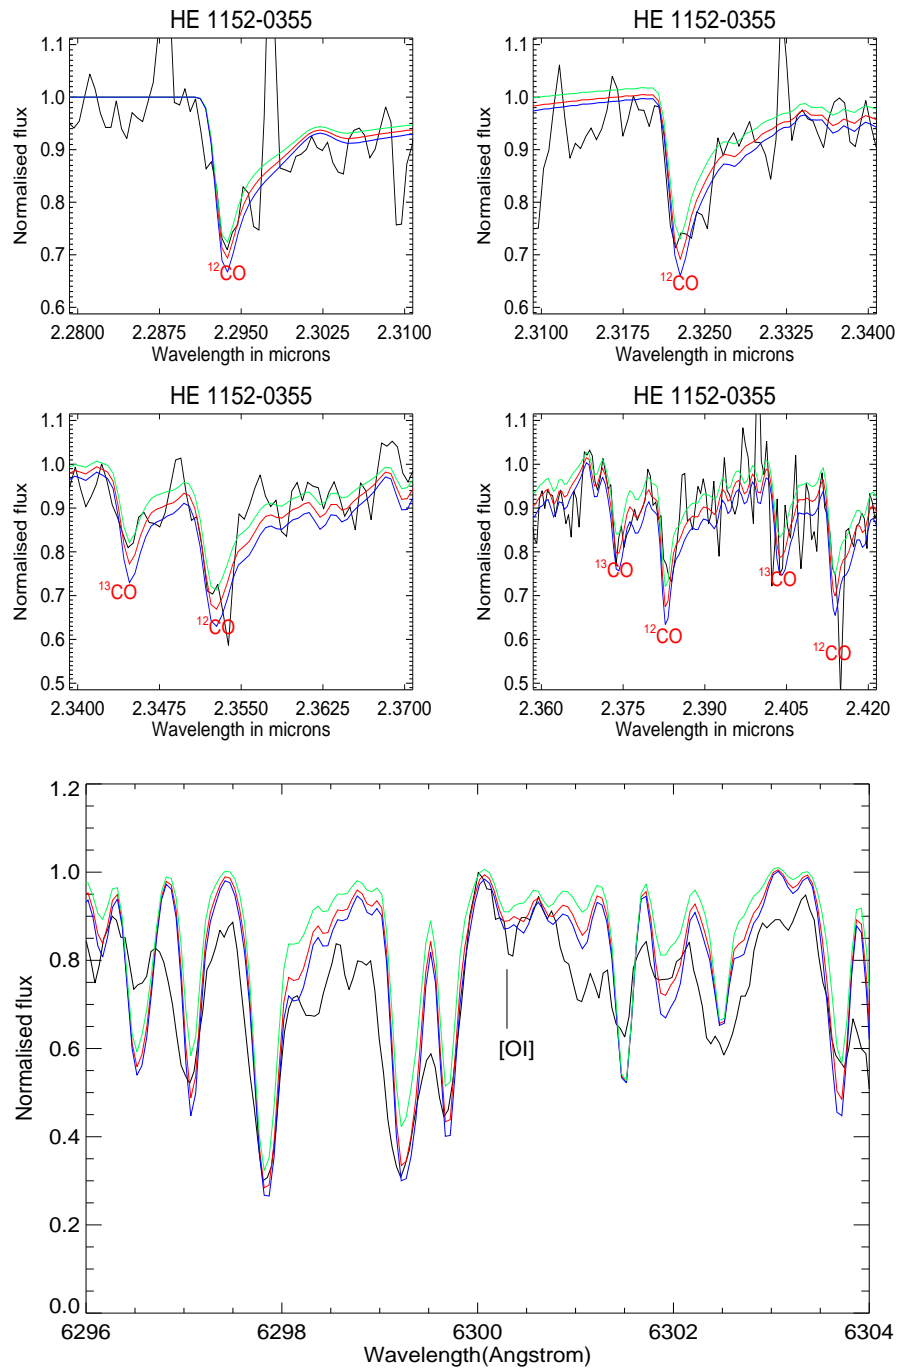 HE 1152-0355
Normalised flux
1.1
1.0
0.9
0.8
0.7
0.6
¹²CO
2.2800 2.2875 2.2950 2.3025 2.3100
Wavelength in microns
HE 1152-0355
Normalised flux
1.1
1.0
0.9
0.8
0.7
0.6
¹²CO
2.3100 2.3175 2.3250 2.3325 2.3400
Wavelength in microns
HE 1152-0355
Normalised flux
1.1
1.0
0.9
0.8
0.7
0.6
0.5
¹³CO
¹²CO
2.3400 2.3475 2.3550 2.3625 2.3700
Wavelength in microns
HE 1152-0355
Normalised flux
1.1
1.0
0.9
0.8
0.7
0.6
0.5
¹³CO
¹³CO
¹²CO
¹²CO
2.360 2.375 2.390 2.405 2.420
Wavelength in microns
Normalised flux
1.2
1.0
0.8
0.6
0.4
0.2
0.0
[OI]
6296 6298 6300 6302 6304
Wavelength(Angstrom)